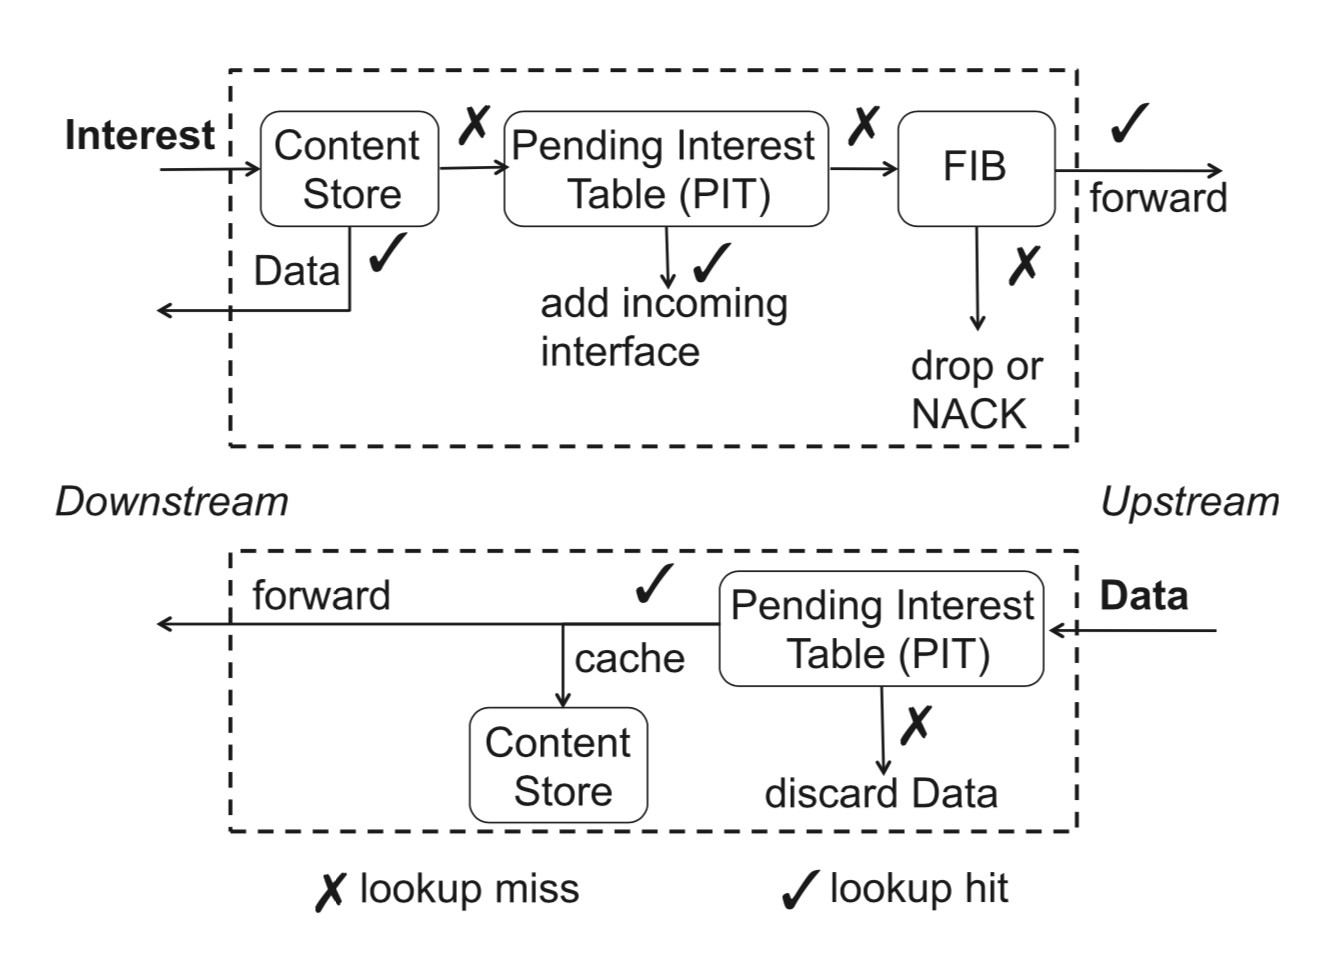 Interest
Content
Store
✗
Pending Interest
Table (PIT)
✗
FIB
✓
forward
Data
✓
✓
add incoming
interface
✗
drop or
NACK
Downstream
Upstream
forward
✓
Pending Interest
Table (PIT)
Data
cache
Content
Store
✗
discard Data
✗ lookup miss
✓ lookup hit